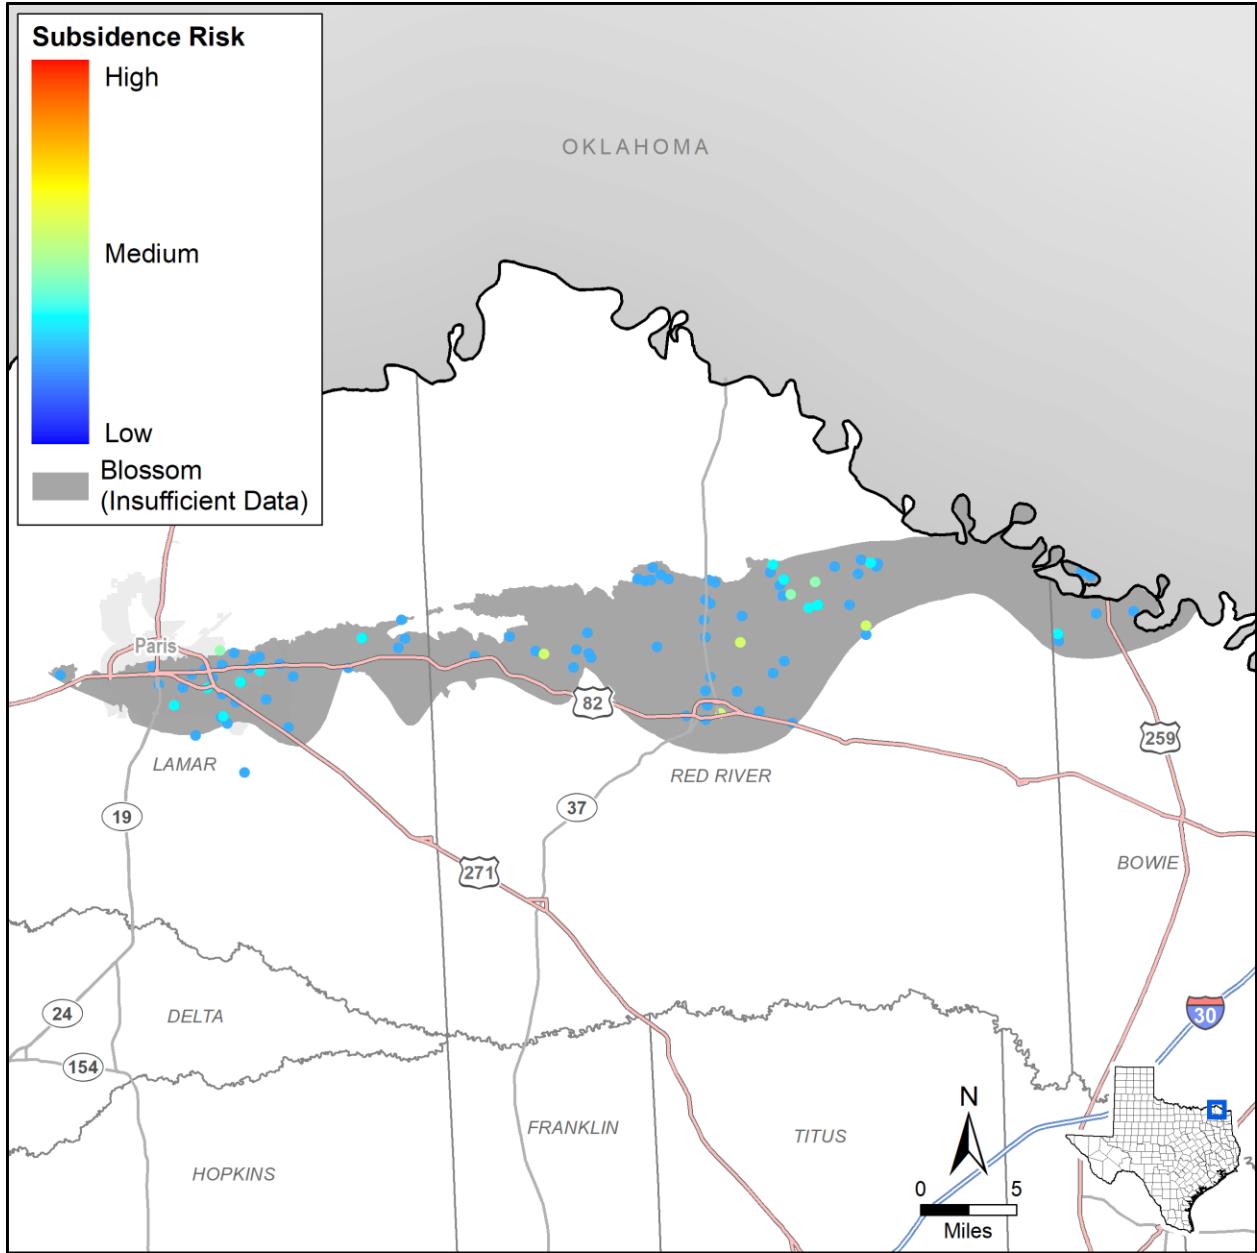 Subsidence Risk
High
Medium
Low
Blossom
(Insufficient Data)
OKLAHOMA
Paris
82
259
LAMAR
RED RIVER
19
37
271
BOWIE
24
DELTA
30
154
N
FRANKLIN
TITUS
HOPKINS
0 5
Miles